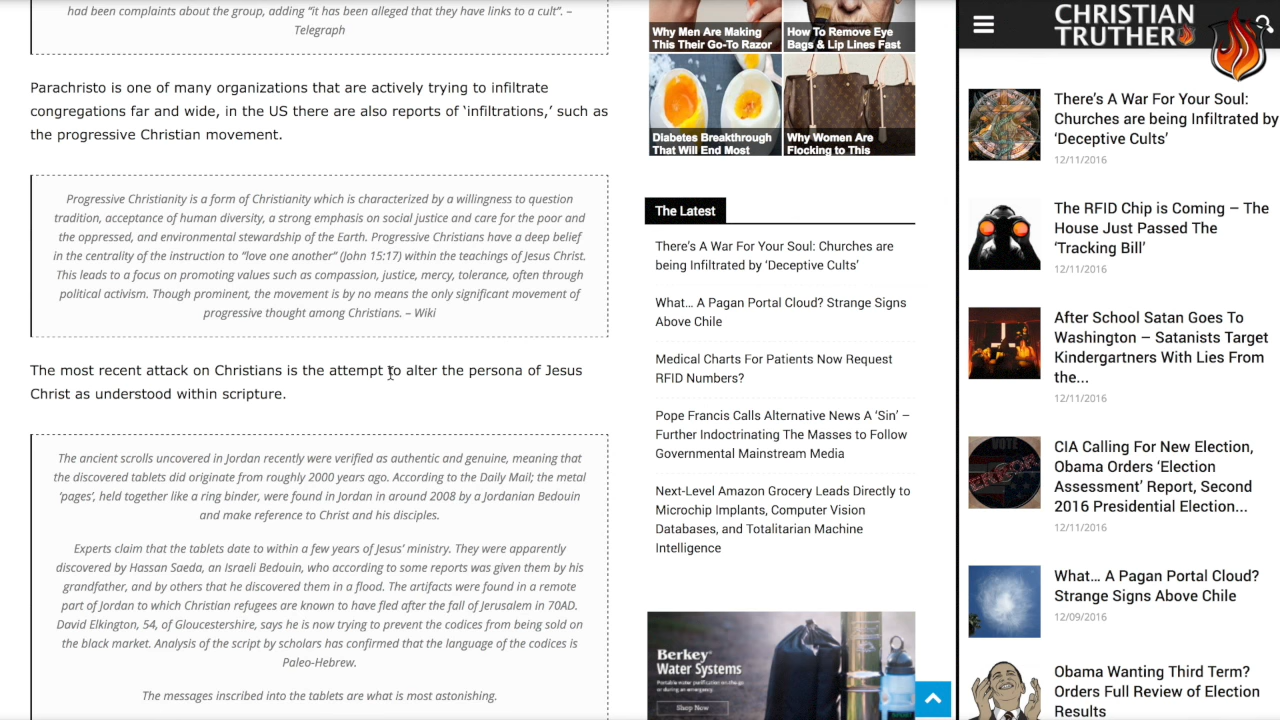 had been complaints about the group, adding “it has been alleged that they have links to a cult”. –
Telegraph
Parachristo is one of many organizations that are actively trying to infiltrate
congregations far and wide, in the US there are also reports of ‘infiltrations,’ such as
the progressive Christian movement.
Progressive Christianity is a form of Christianity which is characterized by a willingness to question
tradition, acceptance of human diversity, a strong emphasis on social justice and care for the poor and
the oppressed, and environmental stewardship of the Earth. Progressive Christians have a deep belief
in the centrality of the instruction to “love one another” (John 15:17) within the teachings of Jesus Christ.
This leads to a focus on promoting values such as compassion, justice, mercy, tolerance, often through
political activism. Though prominent, the movement is by no means the only significant movement of
progressive thought among Christians. – Wiki
The most recent attack on Christians is the attempt to alter the persona of Jesus
Christ as understood within scripture.
The ancient scrolls uncovered in Jordan recently were verified as authentic and genuine, meaning that
the discovered tablets did originate from roughly 2000 years ago. According to the Daily Mail; the metal
‘pages’, held together like a ring binder, were found in Jordan in around 2008 by a Jordanian Bedouin
and make reference to Christ and his disciples.
Experts claim that the tablets date to within a few years of Jesus’ ministry. They were apparently
discovered by Hassan Saeda, an Israeli Bedouin, who according to some reports was given them by his
grandfather, and by others that he discovered them in a flood. The artifacts were found in a remote
part of Jordan to which Christian refugees are known to have fled after the fall of Jerusalem in 70AD.
David Elkington, 54, of Gloucestershire, says he is now trying to prevent the codices from being sold on
the black market. Analysis of the script by scholars has confirmed that the language of the codices is
Paleo-Hebrew.
The messages inscribed into the tablets are what is most astonishing.
Why Men Are Making
This Their Go-To Razor
How To Remove Eye
Bags & Lip Lines Fast
Diabetes Breakthrough
That Will End Most
Why Women Are
Flocking to This
The Latest
There’s A War For Your Soul: Churches are
being Infiltrated by ‘Deceptive Cults’
What… A Pagan Portal Cloud? Strange Signs
Above Chile
Medical Charts For Patients Now Request
RFID Numbers?
Pope Francis Calls Alternative News A ‘Sin’ –
Further Indoctrinating The Masses to Follow
Governmental Mainstream Media
Next-Level Amazon Grocery Leads Directly to
Microchip Implants, Computer Vision
Databases, and Totalitarian Machine
Intelligence
Berkey
Water Systems
Portable water purification on-the-go
or during an emergency.
Shop Now
CHRISTIAN
TRUTHER
There’s A War For Your Soul:
Churches are being Infiltrated by
‘Deceptive Cults’
12/11/2016
The RFID Chip is Coming – The
House Just Passed The
‘Tracking Bill’
12/11/2016
After School Satan Goes To
Washington – Satanists Target
Kindergartners With Lies From
the...
12/11/2016
CIA Calling For New Election,
Obama Orders ‘Election
Assessment’ Report, Second
2016 Presidential Election...
12/11/2016
What… A Pagan Portal Cloud?
Strange Signs Above Chile
12/09/2016
Obama Wanting Third Term?
Orders Full Review of Election
Results